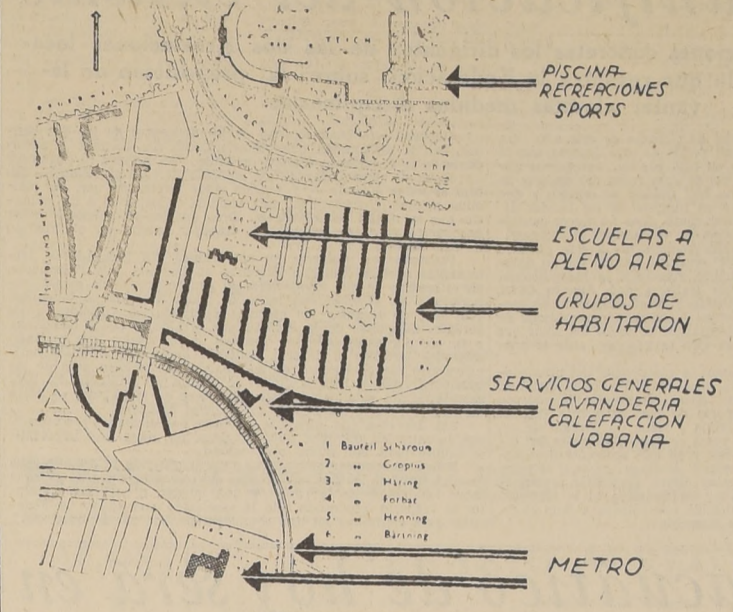 TEICH
PISCINA
RECREACIONES
SPORTS
ESCUELAS A
PLENO AIRE
GRUPOS DE
HABITACION
SERVICIOS GENERALES
LAVANDERIA
CALEFACCION
URBANA
1. Bauteil Scharoun
2. " Gropius
3. " Häring
4. " Forbat
5. " Henning
6. " Bartning
METRO